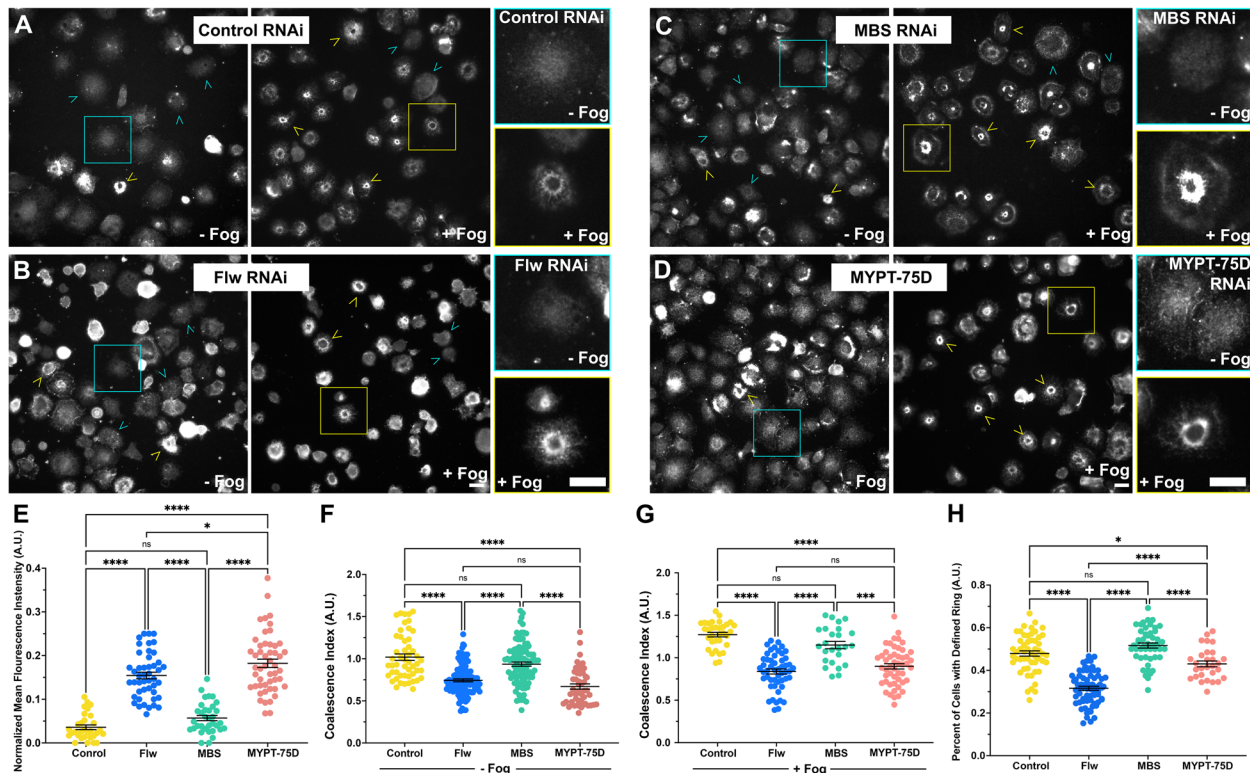 A
Control RNAi
- Fog
+ Fog
Control RNAi
- Fog
+ Fog
C
MBS RNAi
- Fog
+ Fog
MBS RNAi
- Fog
+ Fog
B
Flw RNAi
- Fog
+ Fog
Flw RNAi
- Fog
+ Fog
D
MYPT-75D
- Fog
+ Fog
MYPT-75D
RNAi
- Fog
+ Fog
E
Normalized Mean Fluorescence Instensity (A.U.)
****
*
ns
**** **** ****
0.4
0.3
0.2
0.1
0.0
Control Flw MBS MYPT-75D
F
Coalescence Index (A.U.)
****
ns
ns
**** **** ****
2.0
1.5
1.0
0.5
0.0
Control Flw MBS MYPT-75D
- Fog
G
Coalescence Index (A.U.)
****
ns
ns
**** **** ***
2.0
1.5
1.0
0.5
0.0
Control Flw MBS MYPT-75D
+ Fog
H
Percent of Cells with Defined Ring (A.U.)
*
****
ns
**** **** ****
0.8
0.6
0.4
0.2
0.0
Control Flw MBS MYPT-75D